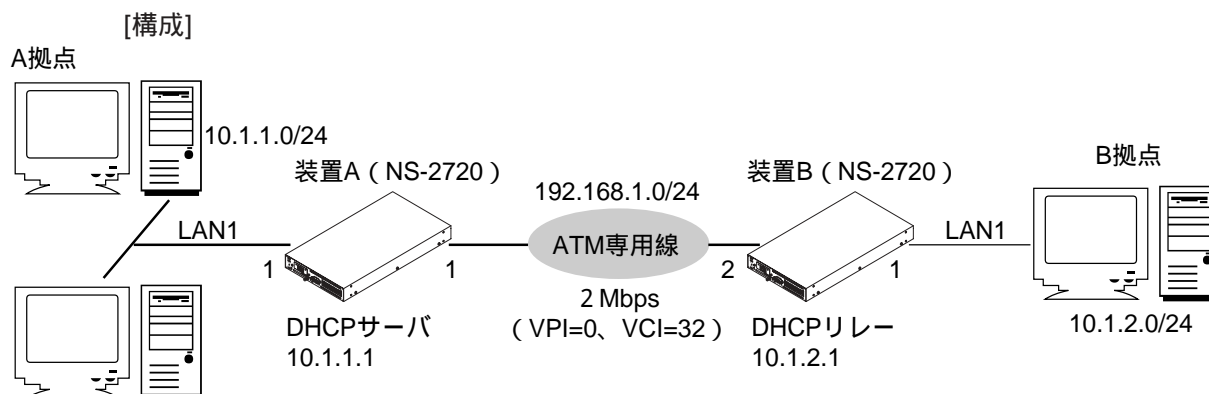 [構成]
A拠点
10.1.1.0/24
装置A（NS-2720）
192.168.1.0/24
装置B（NS-2720）
B拠点
LAN1
ATM専用線
LAN1
1
1
2
1
2 Mbps
（VPI=0、VCI=32）
DHCPサーバ
10.1.1.1
DHCPリレー
10.1.2.1
10.1.2.0/24